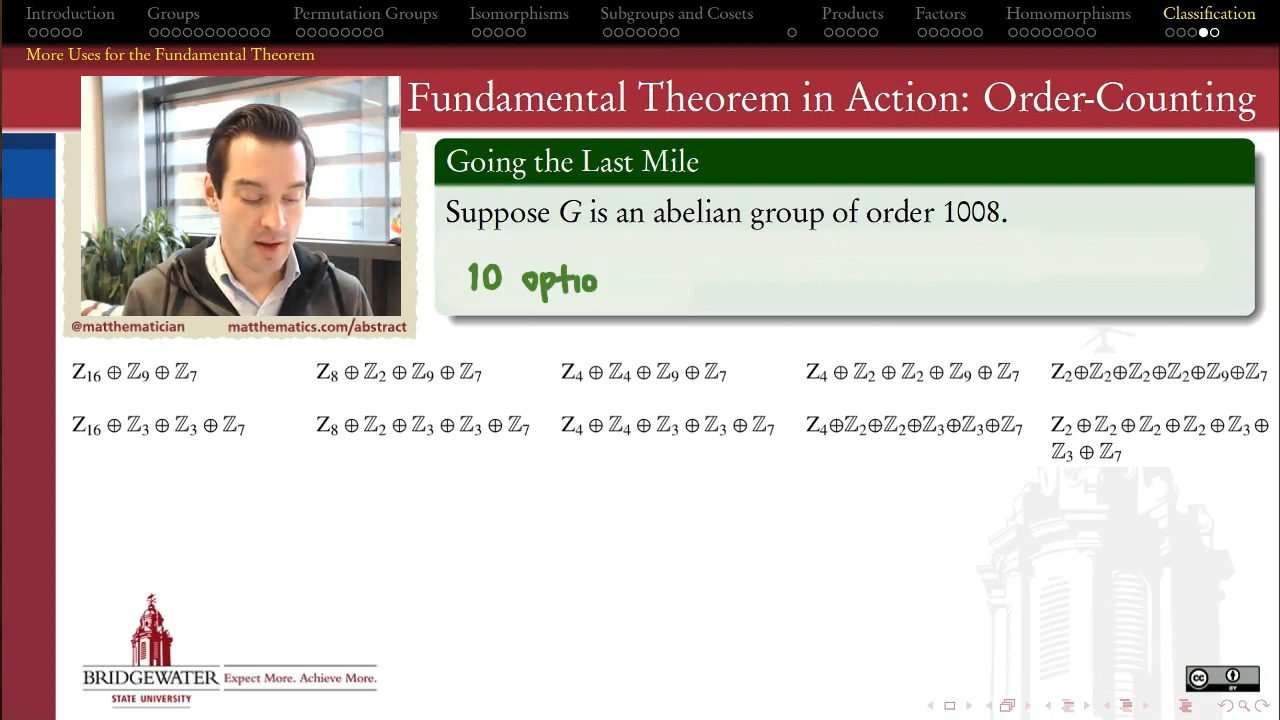 Introduction Groups Permutation Groups Isomorphisms Subgroups and Cosets Products Factors Homomorphisms Classification
More Uses for the Fundamental Theorem
Fundamental Theorem in Action: Order-Counting
Going the Last Mile
Suppose G is an abelian group of order 1008.
10 optio
@matthematician matthematics.com/abstract
Z₁₆ ⊕ ℤ₉ ⊕ ℤ₇ ℤ₈ ⊕ ℤ₂ ⊕ ℤ₉ ⊕ ℤ₇ ℤ₄ ⊕ ℤ₄ ⊕ ℤ₉ ⊕ ℤ₇ ℤ₄ ⊕ ℤ₂ ⊕ ℤ₂ ⊕ ℤ₉ ⊕ ℤ₇ ℤ₂⊕ℤ₂⊕ℤ₂⊕ℤ₂⊕ℤ₉⊕ℤ₇
ℤ₁₆ ⊕ ℤ₃ ⊕ ℤ₃ ⊕ ℤ₇ ℤ₈ ⊕ ℤ₂ ⊕ ℤ₃ ⊕ ℤ₃ ⊕ ℤ₇ ℤ₄ ⊕ ℤ₄ ⊕ ℤ₃ ⊕ ℤ₃ ⊕ ℤ₇ ℤ₄⊕ℤ₂⊕ℤ₂⊕ℤ₃⊕ℤ₃⊕ℤ₇ ℤ₂ ⊕ ℤ₂ ⊕ ℤ₂ ⊕ ℤ₂ ⊕ ℤ₃ ⊕
ℤ₃ ⊕ ℤ₇
BRIDGEWATER Expect More. Achieve More.
STATE UNIVERSITY
CC BY